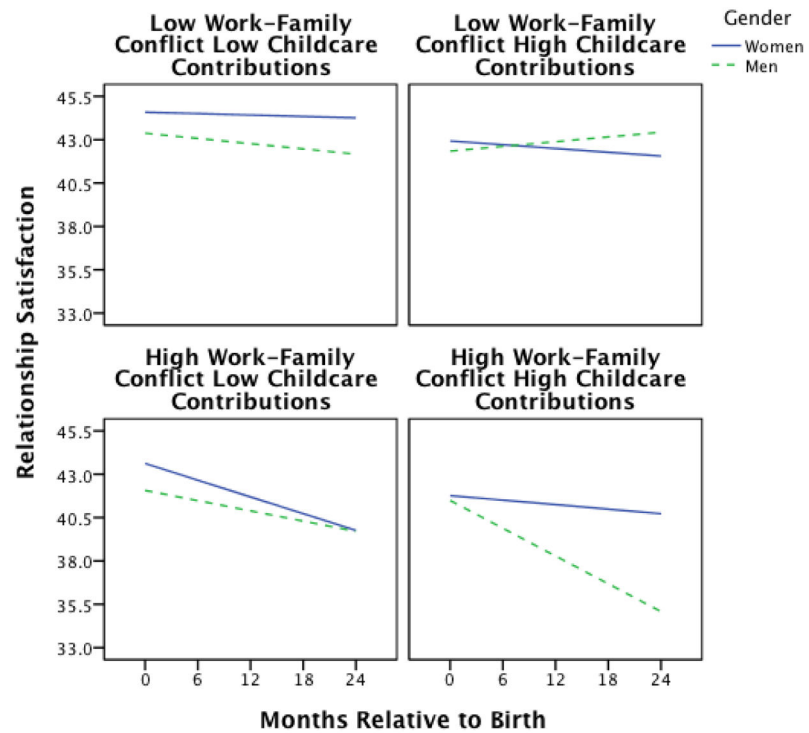 Low Work–Family
Conflict Low Childcare
Contributions
Low Work–Family
Conflict High Childcare
Contributions
Gender
Women
Men
45.5
43.0
40.5
38.0
35.5
33.0
Relationship Satisfaction
High Work–Family
Conflict Low Childcare
Contributions
High Work–Family
Conflict High Childcare
Contributions
45.5
43.0
40.5
38.0
35.5
33.0
0 6 12 18 24
0 6 12 18 24
Months Relative to Birth